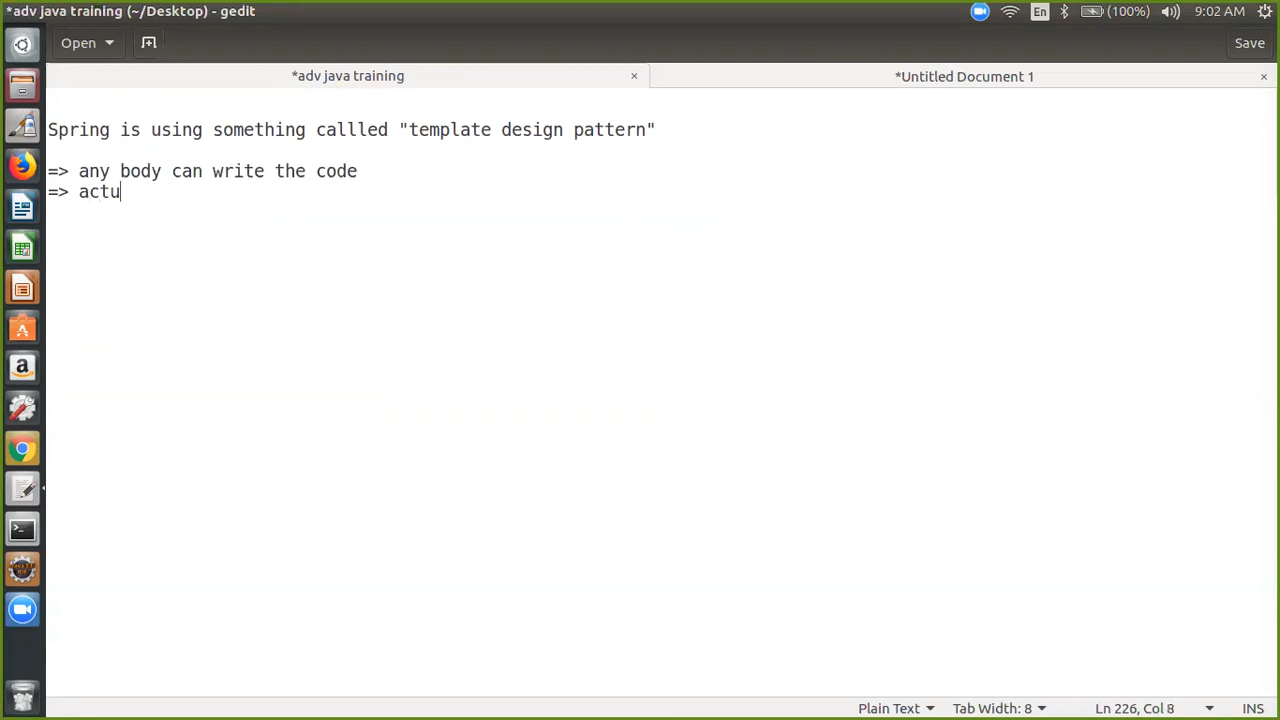 *adv java training (~/Desktop) - gedit
En
(100%)
9:02 AM
Open
Save
*adv java training
×
*Untitled Document 1
×
Spring is using something callled "template design pattern"
=> any body can write the code
=> actu
Plain Text
Tab Width: 8
Ln 226, Col 8
INS